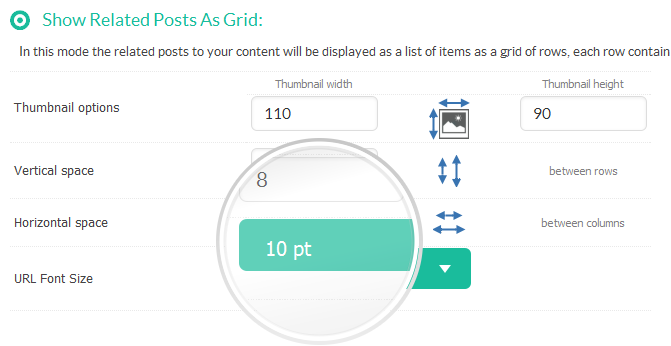 Show Related Posts As Grid:
In this mode the related posts to your content will be displayed as a list of items as a grid of rows, each row contain
Thumbnail width
Thumbnail height
Thumbnail options
110
90
Vertical space
8
between rows
Horizontal space
between columns
10 pt
URL Font Size